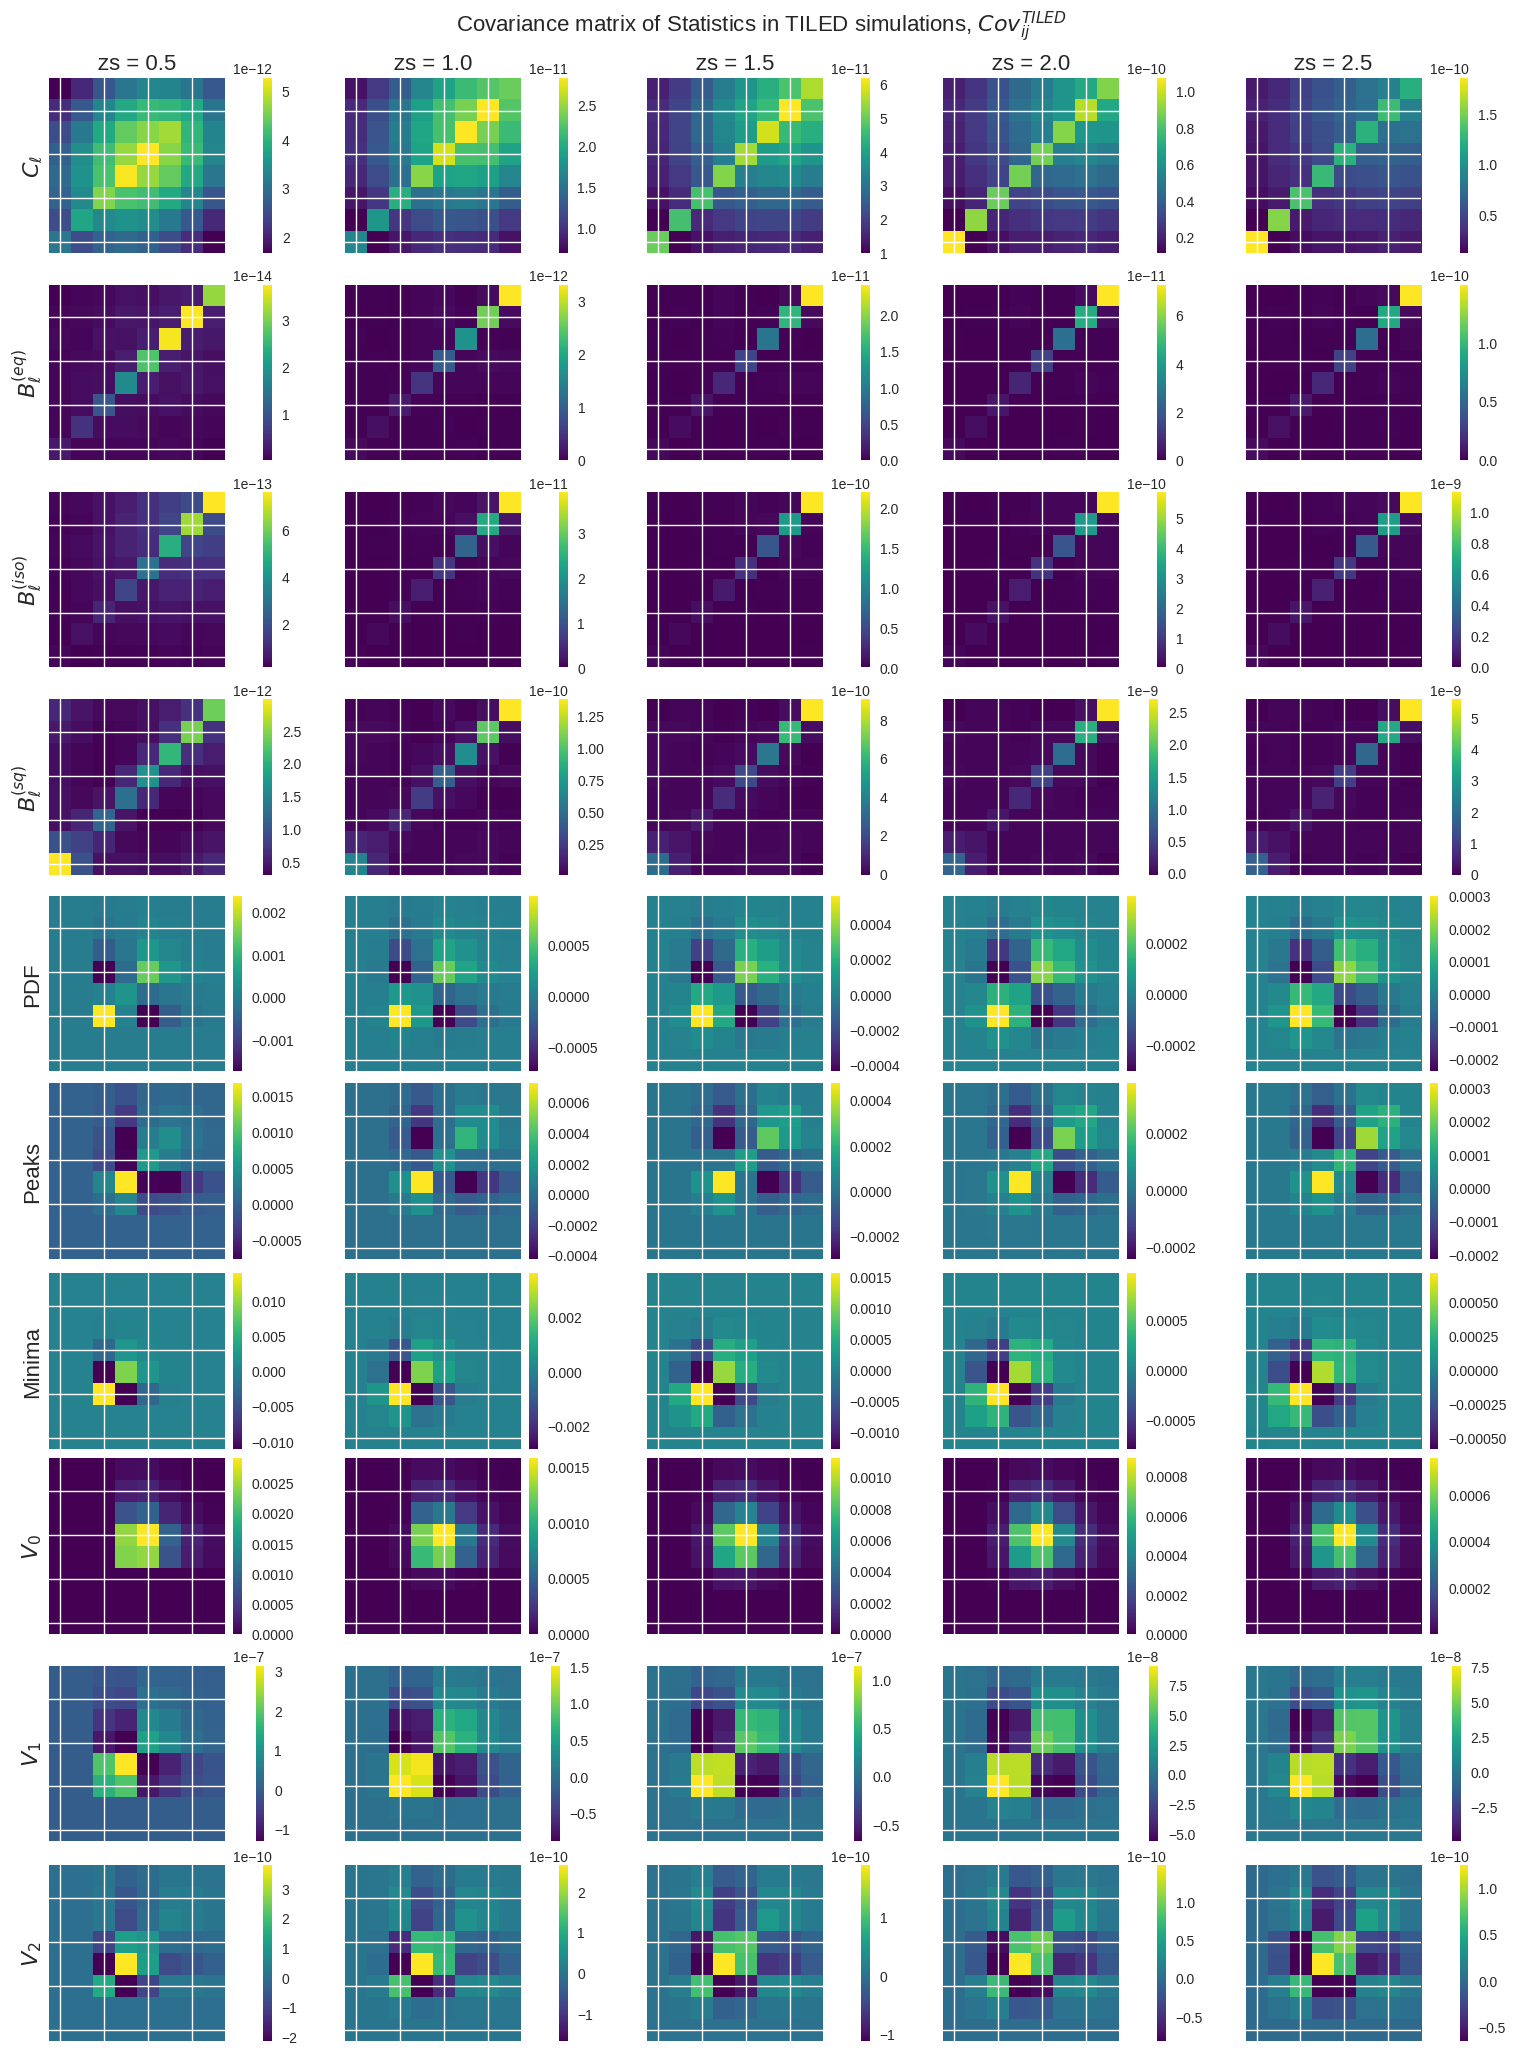 Covariance matrix of Statistics in TILED simulations, $Cov_{ij}^{TILED}$
zs = 0.5 zs = 1.0 zs = 1.5 zs = 2.0 zs = 2.5
1e−12 1e−11 1e−11 1e−10 1e−10
$C_\ell$
5 4 3 2
2.5 2.0 1.5 1.0
6 5 4 3 2 1
1.0 0.8 0.6 0.4 0.2
1.5 1.0 0.5
1e−14 1e−12 1e−11 1e−11 1e−10
$B_\ell^{(eq)}$
3 2 1
3 2 1 0
2.0 1.5 1.0 0.5 0.0
6 4 2 0
1.0 0.5 0.0
1e−13 1e−11 1e−10 1e−10 1e−9
$B_\ell^{(iso)}$
6 4 2
3 2 1 0
2.0 1.5 1.0 0.5 0.0
5 4 3 2 1 0
1.0 0.8 0.6 0.4 0.2 0.0
1e−12 1e−10 1e−10 1e−9 1e−9
$B_\ell^{(sq)}$
2.5 2.0 1.5 1.0 0.5
1.25 1.00 0.75 0.50 0.25
8 6 4 2 0
2.5 2.0 1.5 1.0 0.5 0.0
5 4 3 2 1 0
PDF
0.002 0.001 0.000 −0.001
0.0005 0.0000 −0.0005
0.0004 0.0002 0.0000 −0.0002 −0.0004
0.0002 0.0000 −0.0002
0.0003 0.0002 0.0001 0.0000 −0.0001 −0.0002
Peaks
0.0015 0.0010 0.0005 0.0000 −0.0005
0.0006 0.0004 0.0002 0.0000 −0.0002 −0.0004
0.0004 0.0002 0.0000 −0.0002
0.0002 0.0000 −0.0002
0.0003 0.0002 0.0001 0.0000 −0.0001 −0.0002
Minima
0.010 0.005 0.000 −0.005 −0.010
0.002 0.000 −0.002
0.0015 0.0010 0.0005 0.0000 −0.0005 −0.0010
0.0005 0.0000 −0.0005
0.00050 0.00025 0.00000 −0.00025 −0.00050
$V_0$
0.0025 0.0020 0.0015 0.0010 0.0005 0.0000
0.0015 0.0010 0.0005 0.0000
0.0010 0.0008 0.0006 0.0004 0.0002 0.0000
0.0008 0.0006 0.0004 0.0002 0.0000
0.0006 0.0004 0.0002
1e−7 1e−7 1e−7 1e−8 1e−8
$V_1$
3 2 1 0 −1
1.5 1.0 0.5 0.0 −0.5
1.0 0.5 0.0 −0.5
7.5 5.0 2.5 0.0 −2.5 −5.0
7.5 5.0 2.5 0.0 −2.5
1e−10 1e−10 1e−10 1e−10 1e−10
$V_2$
3 2 1 0 −1 −2
2 1 0 −1
1 0 −1
1.0 0.5 0.0 −0.5
1.0 0.5 0.0 −0.5